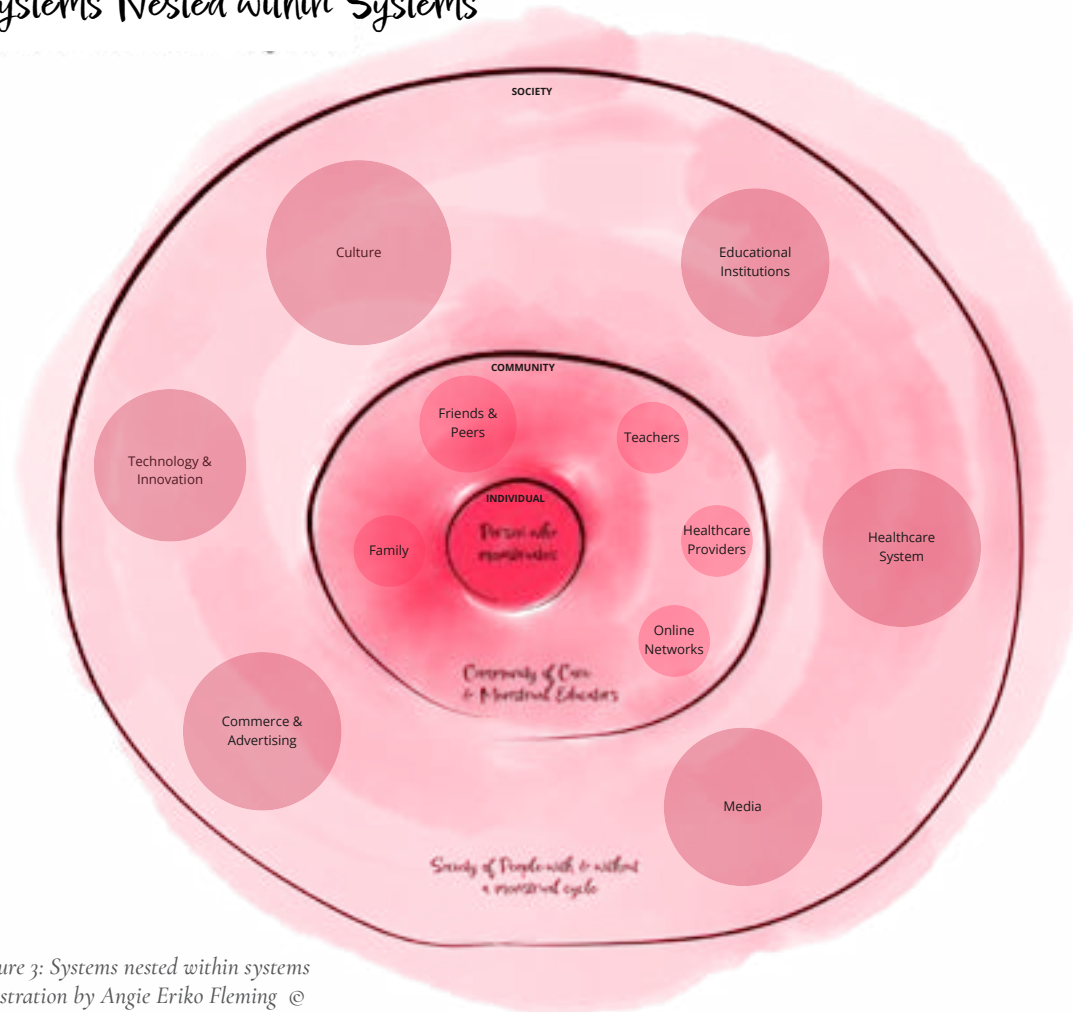 ystems Nested within Systems
SOCIETY
Culture
Educational
Institutions
COMMUNITY
Friends &
Peers
Teachers
Technology &
Innovation
INDIVIDUAL
Person who
menstruates
Family
Healthcare
Providers
Healthcare
System
Online
Networks
Community of Care
& Menstrual Educators
Commerce &
Advertising
Media
Society of People with & without
a menstrual cycle
ure 3: Systems nested within systems
stration by Angie Eriko Fleming ©